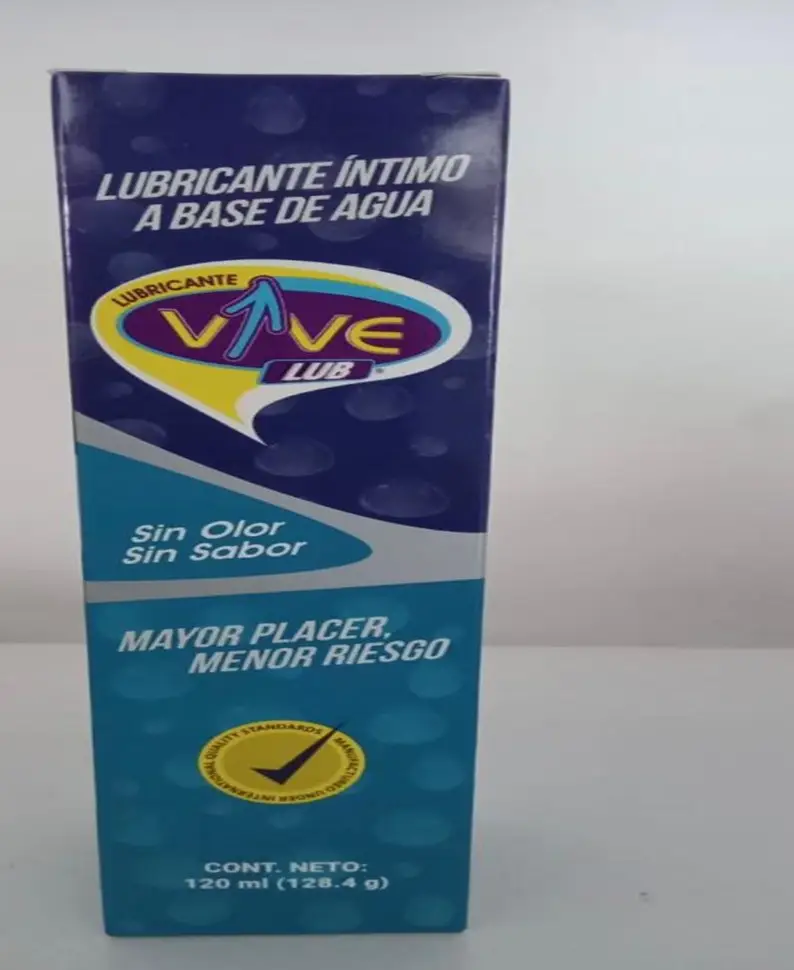 LUBRICANTE ÍNTIMO
A BASE DE AGUA
LUBRICANTE
VIVE
LUB®
Sin Olor
Sin Sabor
MAYOR PLACER,
MENOR RIESGO
MANUFACTURED UNDER INTERNATIONAL QUALITY STANDARDS
CONT. NETO:
120 ml (128.4 g)